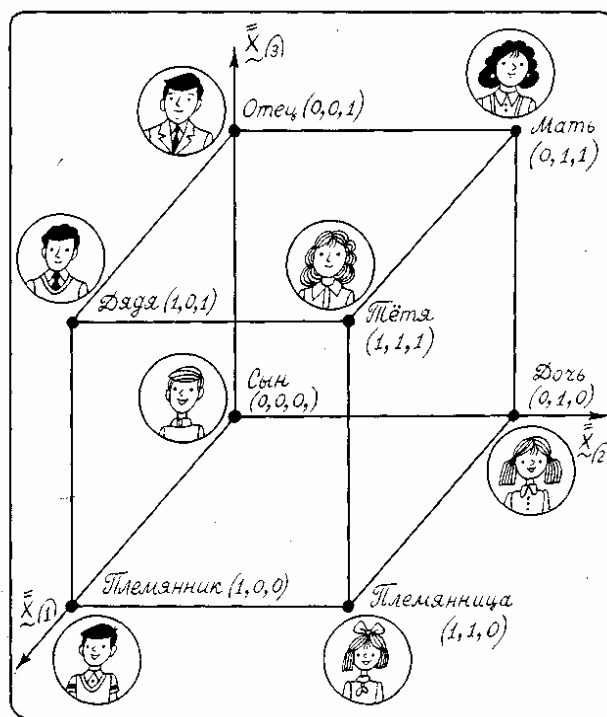 X̿(3)
Отец (0,0,1)
Мать
(0,1,1)
Дядя (1,0,1)
Тётя
(1,1,1)
Сын
(0,0,0,)
Дочь
(0,1,0)
X̿(2
Племянник (1,0,0)
X̿(1)
Племянница
(1,1,0)